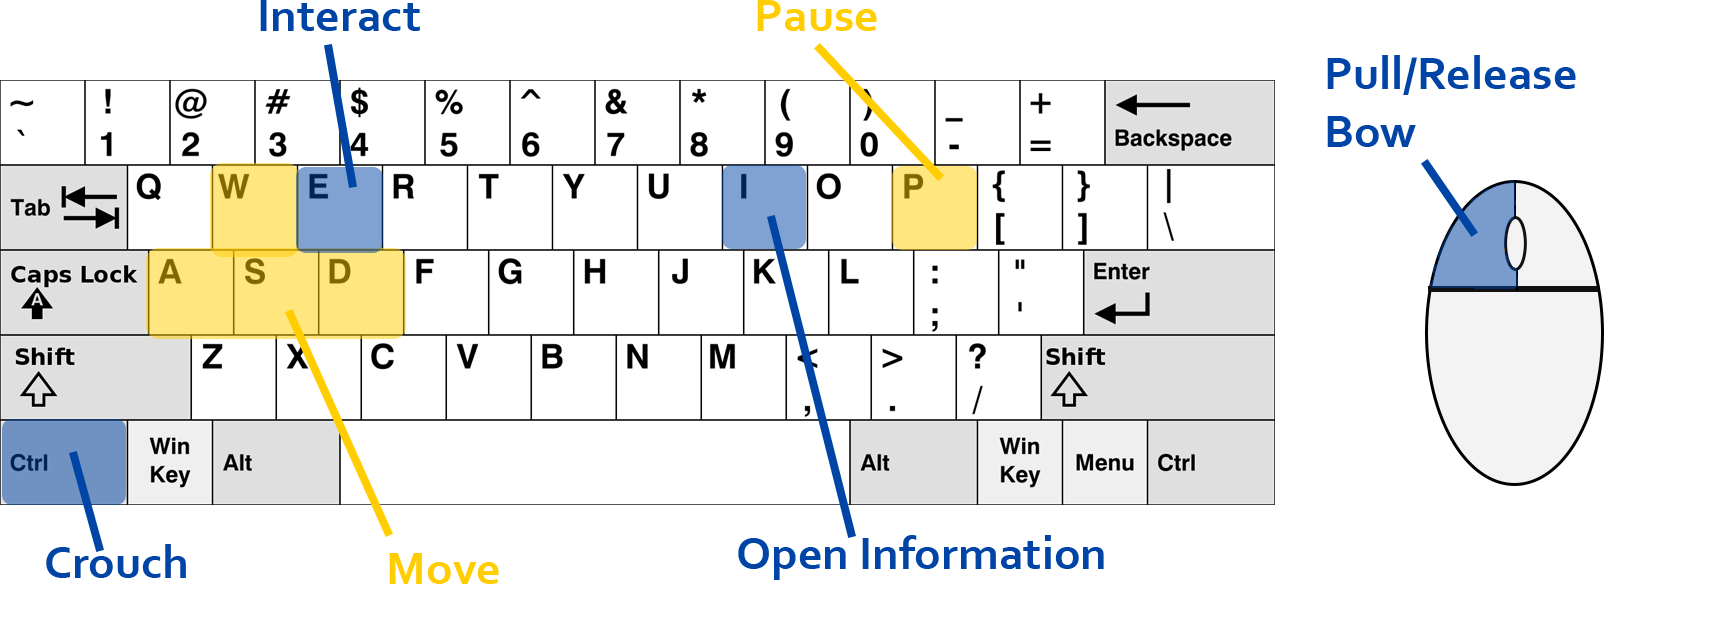 Interact
Pause
Pull/Release
Bow
~ ! @ # $ % ^ & * ( ) _ +
` 1 2 3 4 5 6 7 8 9 0 - = Backspace
Tab Q W E R T Y U I O P { } |
[ ] \
Caps Lock A S D F G H J K L : " Enter
A ; '
Shift Z X C V B N M < > ? Shift
, . /
Ctrl Win Key Alt Alt Win Key Menu Ctrl
Crouch
Move
Open Information